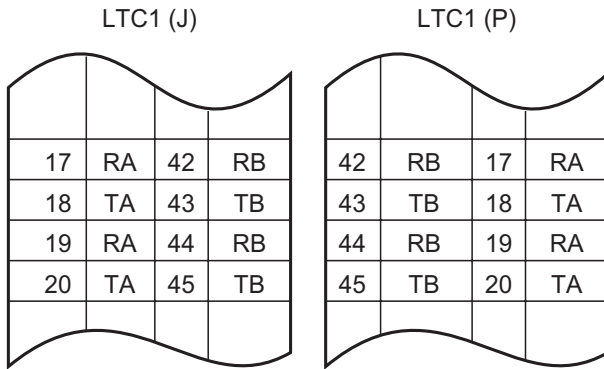 LTC1 (J) LTC1 (P)
17 RA 42 RB 42 RB 17 RA
18 TA 43 TB 43 TB 18 TA
19 RA 44 RB 44 RB 19 RA
20 TA 45 TB 45 TB 20 TA